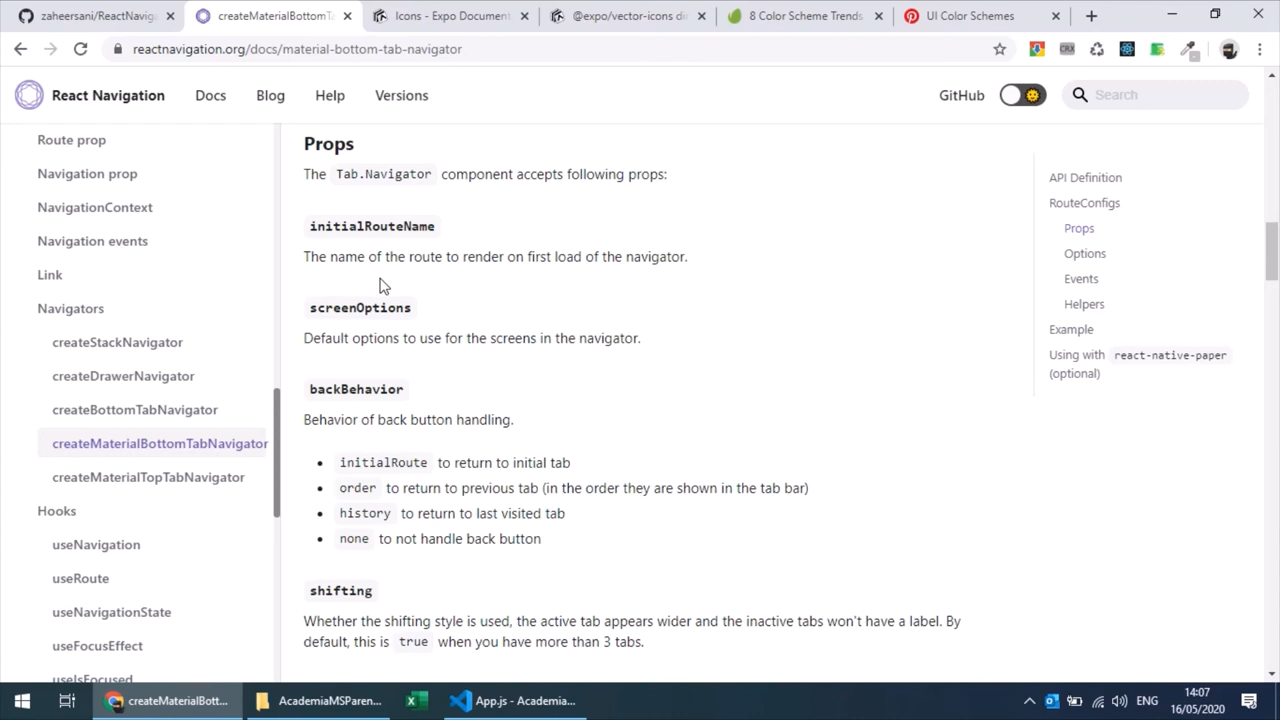 zaheersani/ReactNaviga
createMaterialBottomTa
Icons - Expo Document
@expo/vector-icons di
8 Color Scheme Trends
UI Color Schemes
reactnavigation.org/docs/material-bottom-tab-navigator
CRX
React Navigation
Docs
Blog
Help
Versions
GitHub
Search
Route prop
Navigation prop
NavigationContext
Navigation events
Link
Navigators
createStackNavigator
createDrawerNavigator
createBottomTabNavigator
createMaterialBottomTabNavigator
createMaterialTopTabNavigator
Hooks
useNavigation
useRoute
useNavigationState
useFocusEffect
useIsFocused
Props
The Tab.Navigator component accepts following props:
initialRouteName
The name of the route to render on first load of the navigator.
screenOptions
Default options to use for the screens in the navigator.
backBehavior
Behavior of back button handling.
• initialRoute to return to initial tab
• order to return to previous tab (in the order they are shown in the tab bar)
• history to return to last visited tab
• none to not handle back button
shifting
Whether the shifting style is used, the active tab appears wider and the inactive tabs won't have a label. By
default, this is true when you have more than 3 tabs.
API Definition
RouteConfigs
Props
Options
Events
Helpers
Example
Using with react-native-paper
(optional)
createMaterialBott...
AcademiaMSParen...
App.js - Academia...
ENG
14:07
16/05/2020